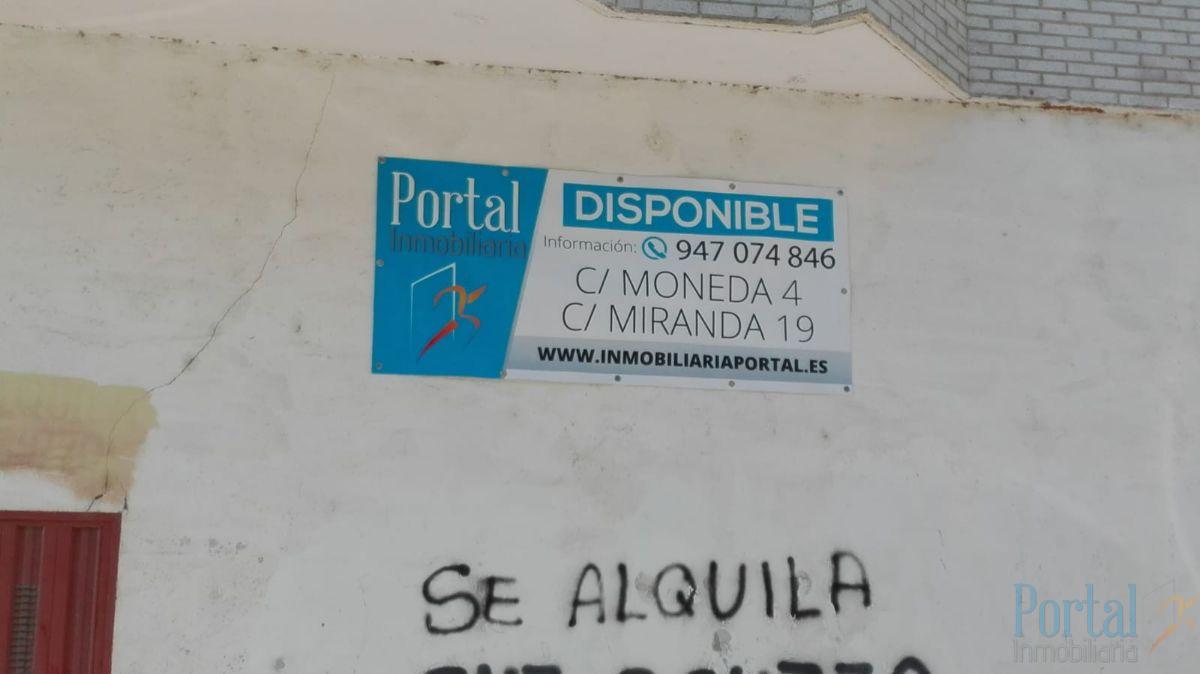 Portal
Inmobiliaria
DISPONIBLE
Información: 947 074 846
C/ MONEDA 4
C/ MIRANDA 19
WWW.INMOBILIARIAPORTAL.ES
SE ALQUILA
Portal
Inmobiliaria